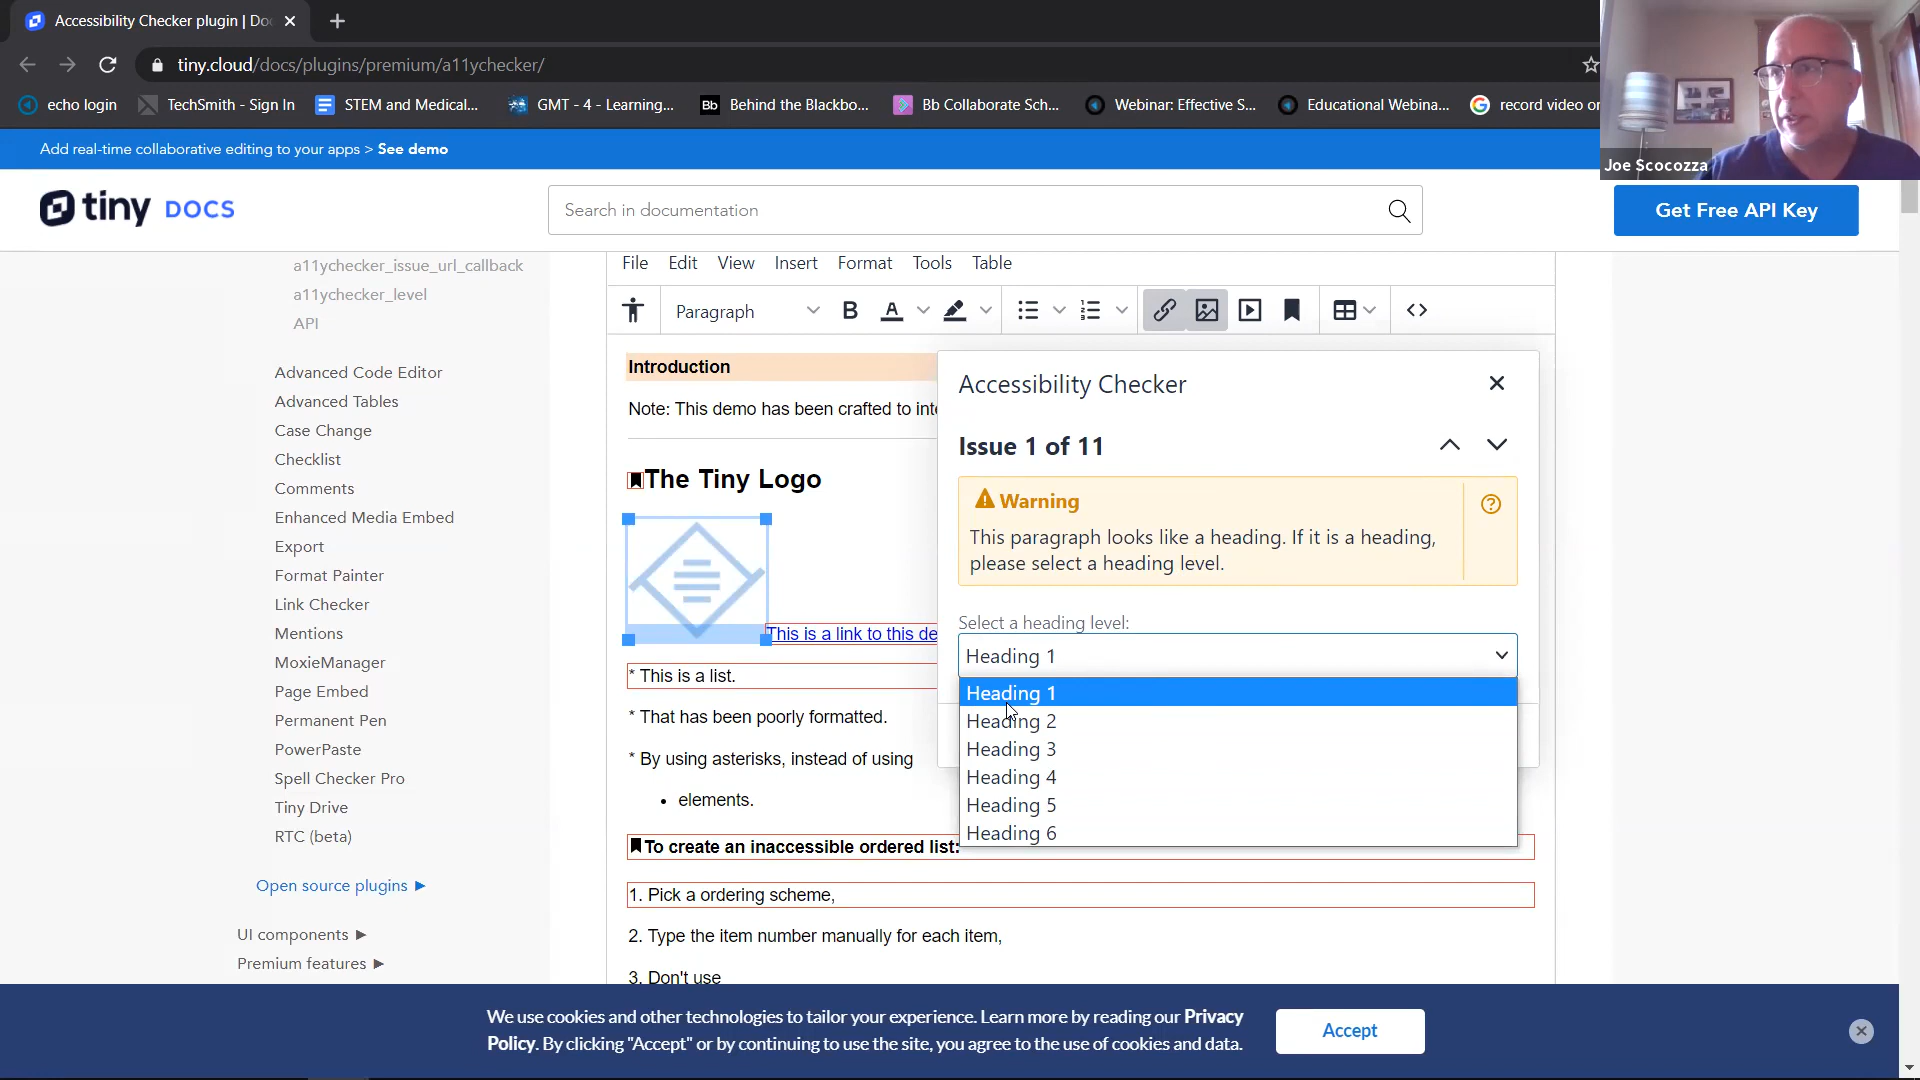 Accessibility Checker plugin | Do
tiny.cloud/docs/plugins/premium/a11ychecker/
echo login
TechSmith - Sign In
STEM and Medical...
GMT - 4 - Learning...
Bb Behind the Blackbo...
Bb Collaborate Sch...
Webinar: Effective S...
Educational Webina...
record video or
Joe Scocozza
Add real-time collaborative editing to your apps > See demo
tiny DOCS
Search in documentation
Get Free API Key
a11ychecker_issue_url_callback
a11ychecker_level
API
Advanced Code Editor
Advanced Tables
Case Change
Checklist
Comments
Enhanced Media Embed
Export
Format Painter
Link Checker
Mentions
MoxieManager
Page Embed
Permanent Pen
PowerPaste
Spell Checker Pro
Tiny Drive
RTC (beta)
Open source plugins
UI components
Premium features
File Edit View Insert Format Tools Table
Paragraph B A
Introduction
Note: This demo has been crafted to inte
The Tiny Logo
This is a link to this de
* This is a list.
* That has been poorly formatted.
* By using asterisks, instead of using
• elements.
To create an inaccessible ordered list:
1. Pick a ordering scheme,
2. Type the item number manually for each item,
3. Don't use
Accessibility Checker
Issue 1 of 11
Warning
This paragraph looks like a heading. If it is a heading,
please select a heading level.
Select a heading level:
Heading 1
Heading 1
Heading 2
Heading 3
Heading 4
Heading 5
Heading 6
We use cookies and other technologies to tailor your experience. Learn more by reading our Privacy
Policy. By clicking "Accept" or by continuing to use the site, you agree to the use of cookies and data.
Accept